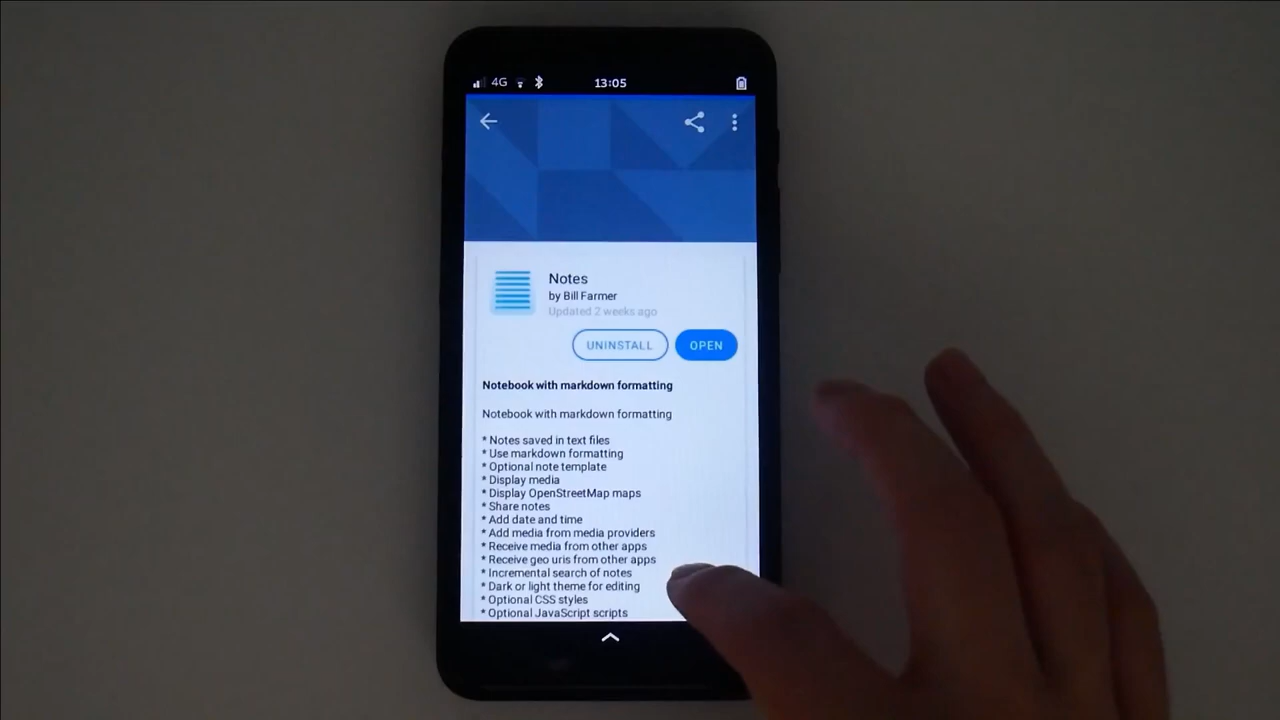 4G
13:05
Notes
by Bill Farmer
Updated 2 weeks ago
UNINSTALL
OPEN
Notebook with markdown formatting
Notebook with markdown formatting
* Notes saved in text files
* Use markdown formatting
* Optional note template
* Display media
* Display OpenStreetMap maps
* Share notes
* Add date and time
* Add media from media providers
* Receive media from other apps
* Receive geo uris from other apps
* Incremental search of notes
* Dark or light theme for editing
* Optional CSS styles
* Optional JavaScript scripts